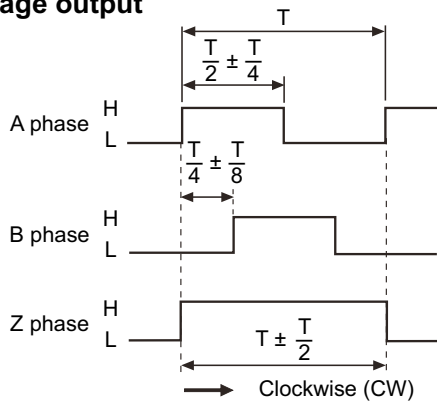 age output
T
T/2 ± T/4
A phase H
L
T/4 ± T/8
B phase H
L
Z phase H
L
T ± T/2
Clockwise (CW)